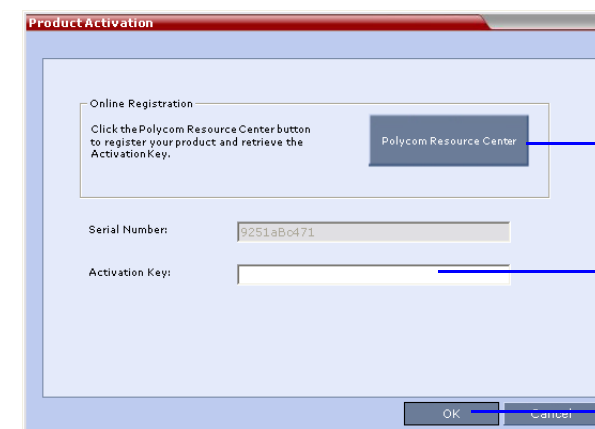 Product Activation
Online Registration
Click the Polycom Resource Center button
to register your product and retrieve the
Activation Key.
Polycom Resource Center
Serial Number:
9251aBc471
Activation Key:
OK
Cancel